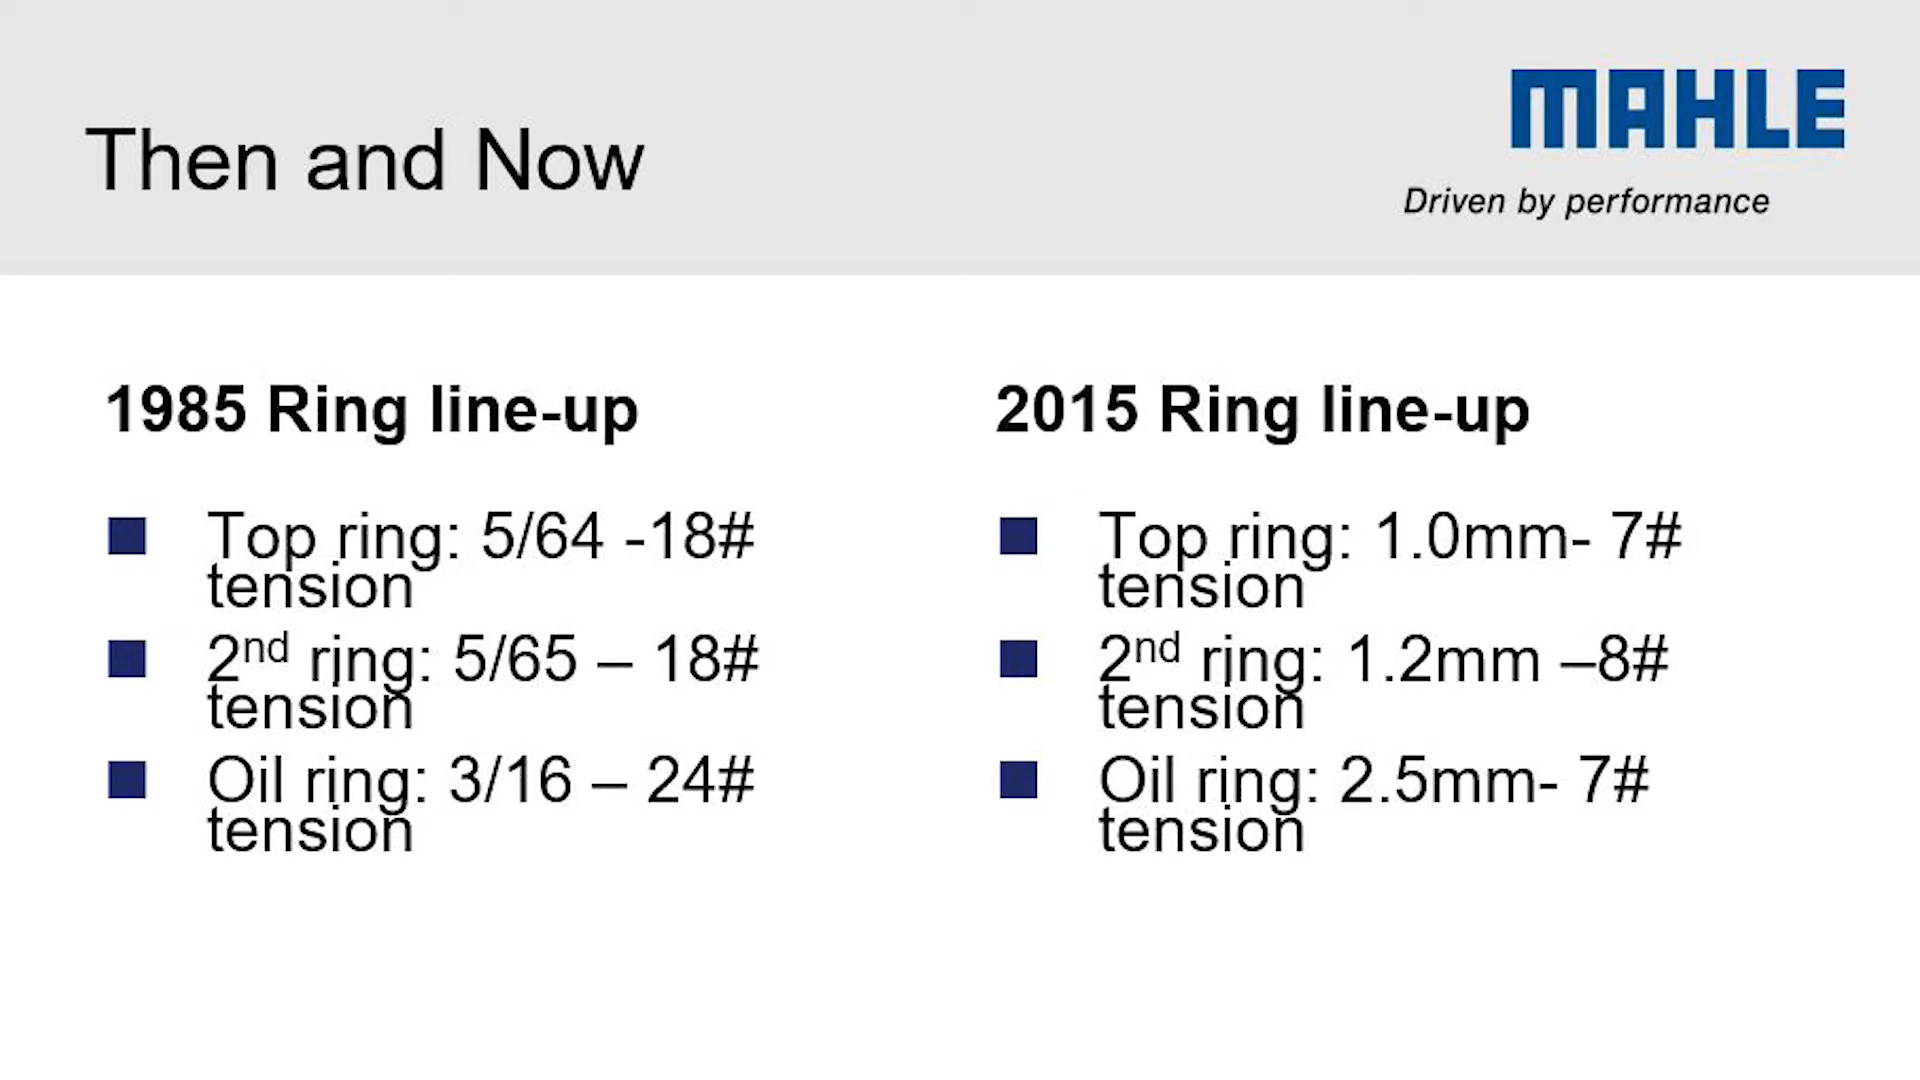 Then and Now
MAHLE
Driven by performance
1985 Ring line-up
Top ring: 5/64 -18#
tension
2nd ring: 5/65 – 18#
tension
Oil ring: 3/16 – 24#
tension
2015 Ring line-up
Top ring: 1.0mm- 7#
tension
2nd ring: 1.2mm –8#
tension
Oil ring: 2.5mm- 7#
tension